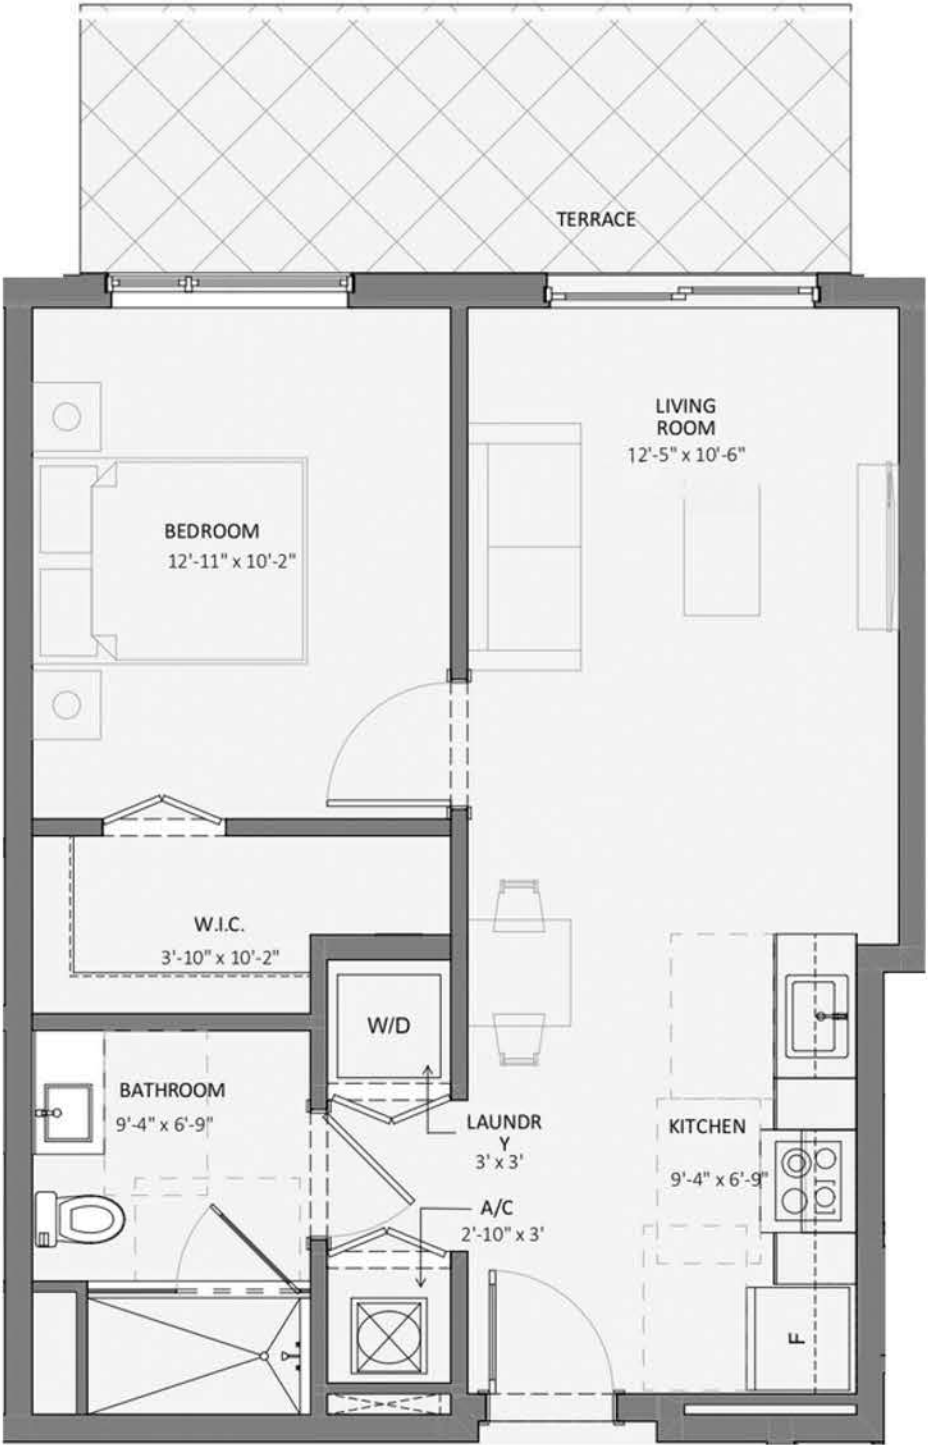 TERRACE
LIVING
ROOM
12'-5" x 10'-6"
BEDROOM
12'-11" x 10'-2"
W.I.C.
3'-10" x 10'-2"
W/D
BATHROOM
9'-4" x 6'-9"
LAUNDR
Y
3' x 3'
KITCHEN
9'-4" x 6'-9"
A/C
2'-10" x 3'
F